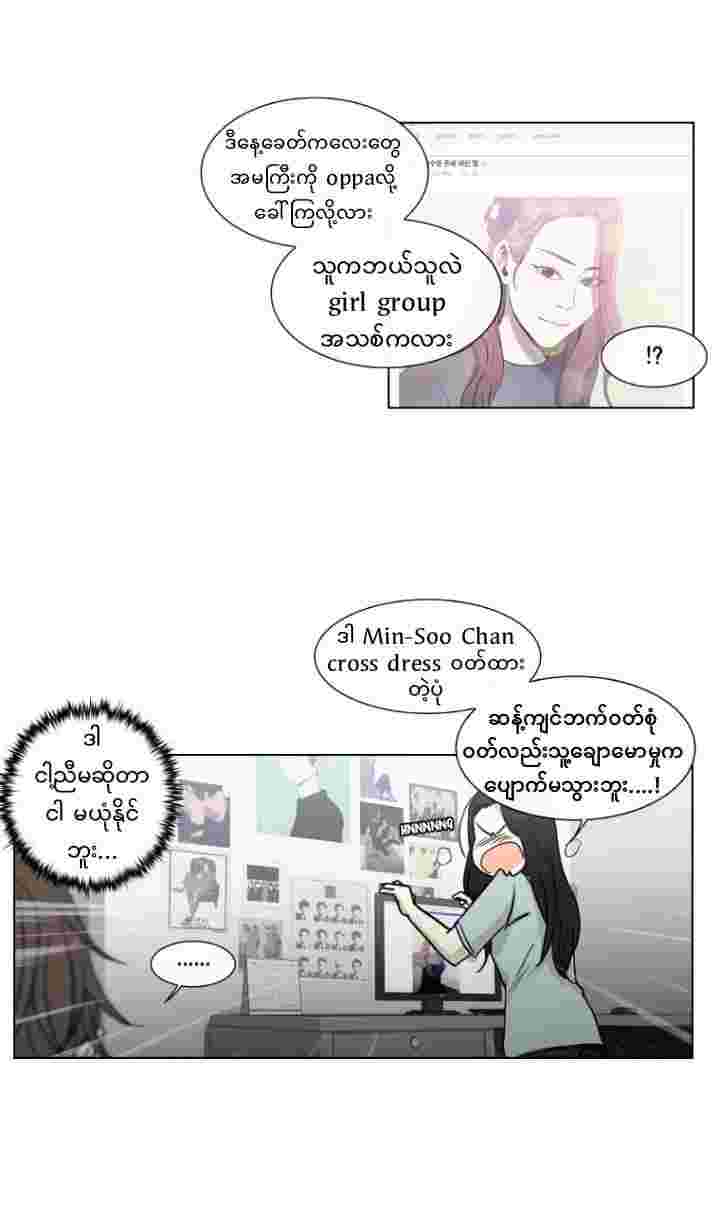 ဒီနေ့ခေတ်ကလေးတွေ
အမကြီးကို oppaလို့
ခေါ်ကြလို့လား
သူကဘယ်သူလဲ
girl group
အသစ်ကလား
!?
ဒါ Min-Soo Chan
cross dress ဝတ်ထား
တဲ့ပုံ
ဆန့်ကျင်ဘက်ဝတ်စုံ
ဝတ်လည်းသူ့ချောမောမှုက
ပျောက်မသွားဘူး....!
ဒါ
ငါ့ညီမဆိုတာ
ငါ မယုံနိုင်
ဘူး...
HNNNNNG
......